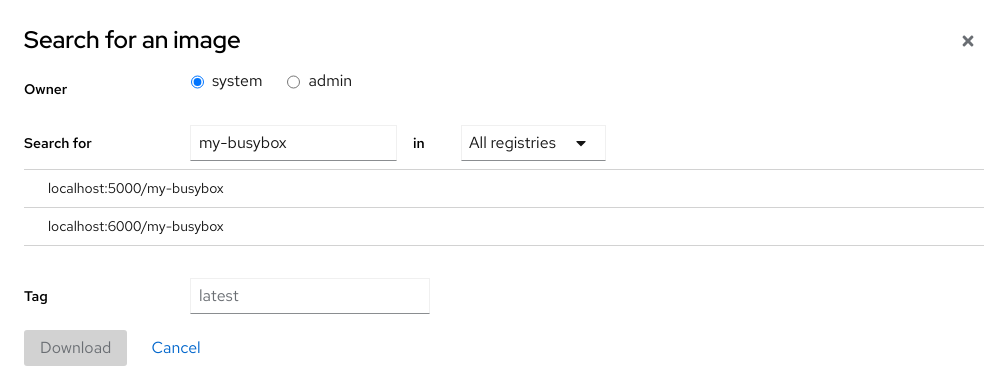 Search for an image
Owner system admin
Search for my-busybox in All registries
localhost:5000/my-busybox
localhost:6000/my-busybox
Tag latest
Download Cancel